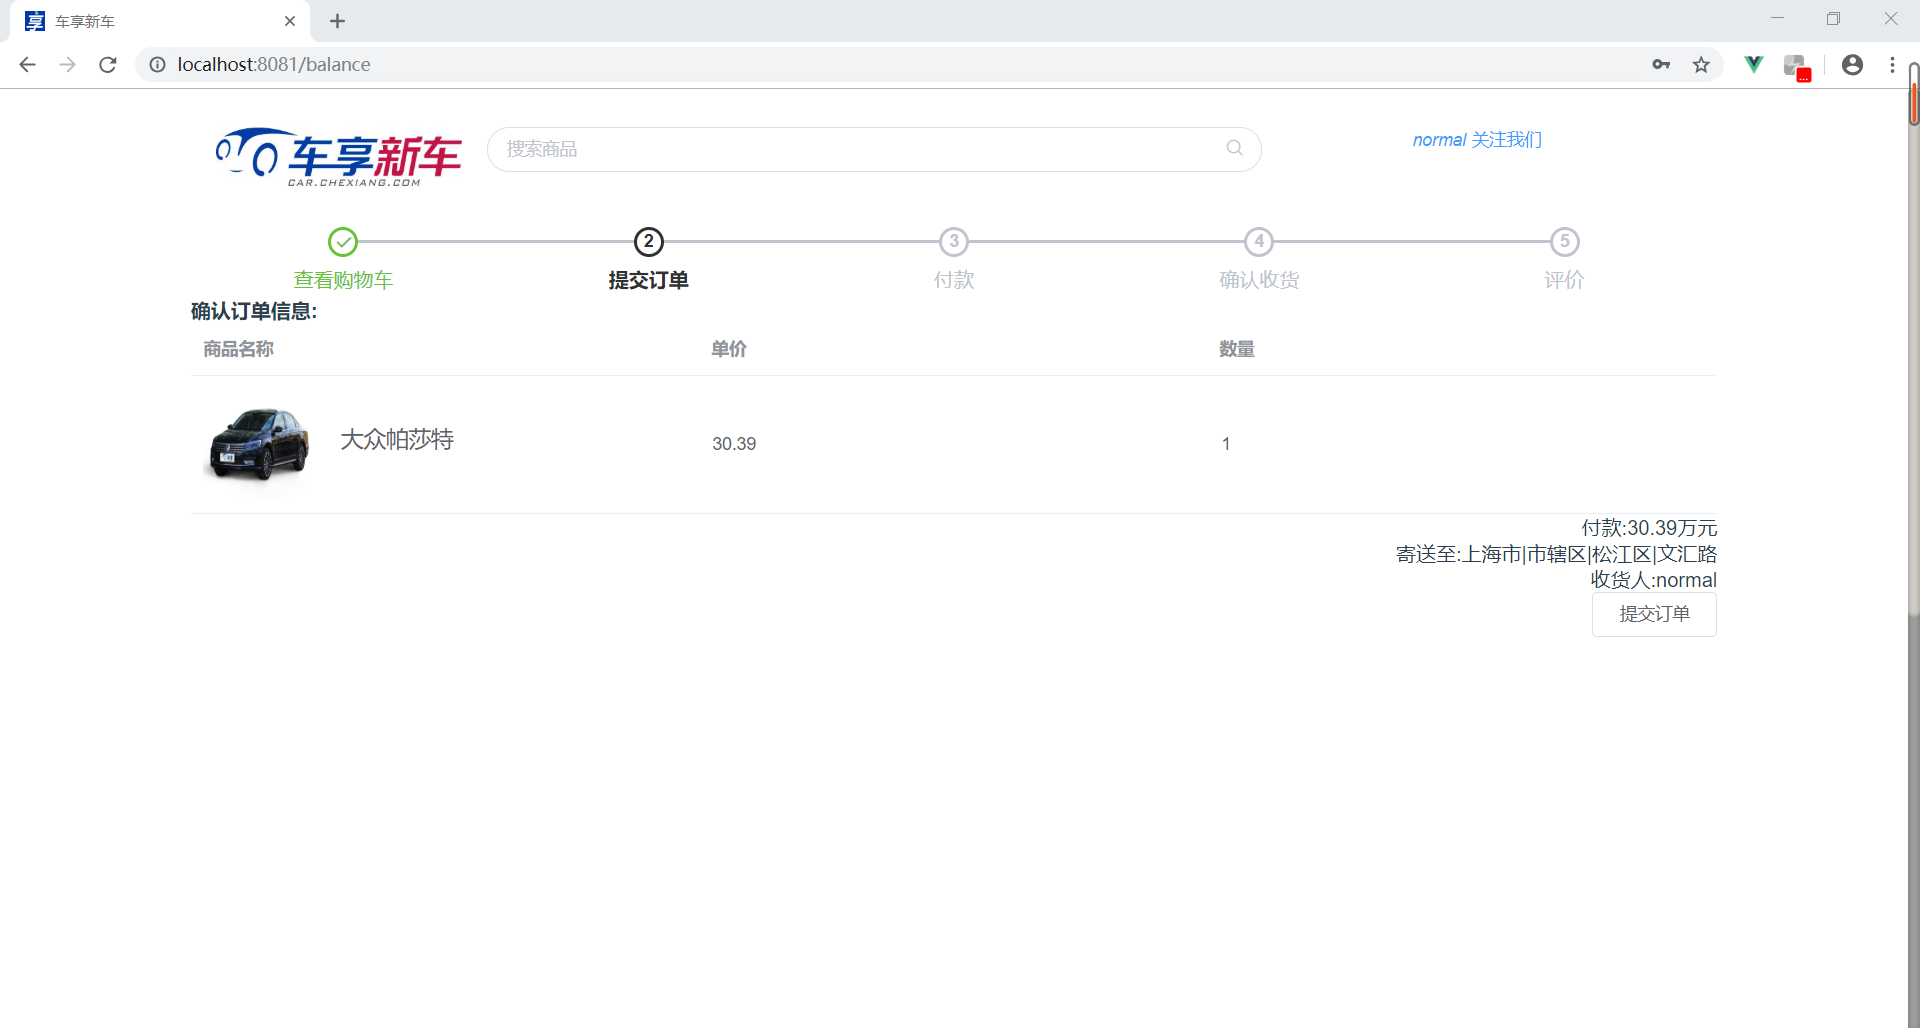 享 车享新车
localhost:8081/balance
车享新车
CAR.CHEXIANG.COM
搜索商品
normal 关注我们
2
3
4
5
查看购物车
提交订单
付款
确认收货
评价
确认订单信息:
商品名称
单价
数量
大众帕莎特
30.39
1
付款:30.39万元
寄送至:上海市|市辖区|松江区|文汇路
收货人:normal
提交订单